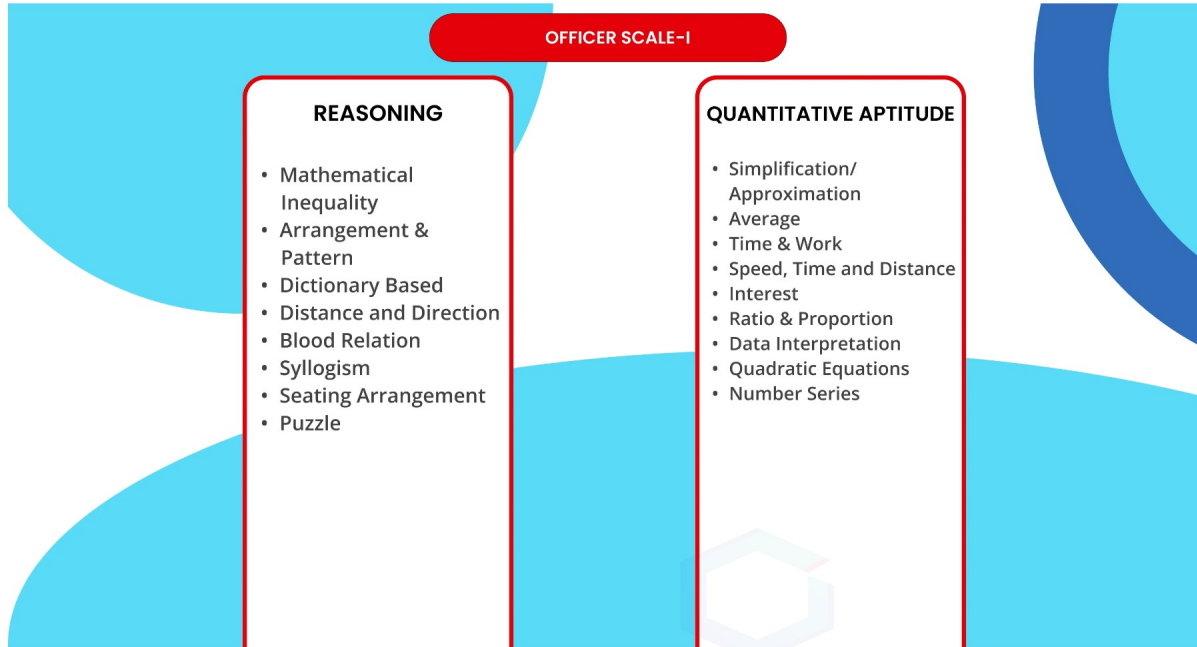 OFFICER SCALE-I
REASONING
• Mathematical
Inequality
• Arrangement &
Pattern
• Dictionary Based
• Distance and Direction
• Blood Relation
• Syllogism
• Seating Arrangement
• Puzzle
QUANTITATIVE APTITUDE
• Simplification/
Approximation
• Average
• Time & Work
• Speed, Time and Distance
• Interest
• Ratio & Proportion
• Data Interpretation
• Quadratic Equations
• Number Series